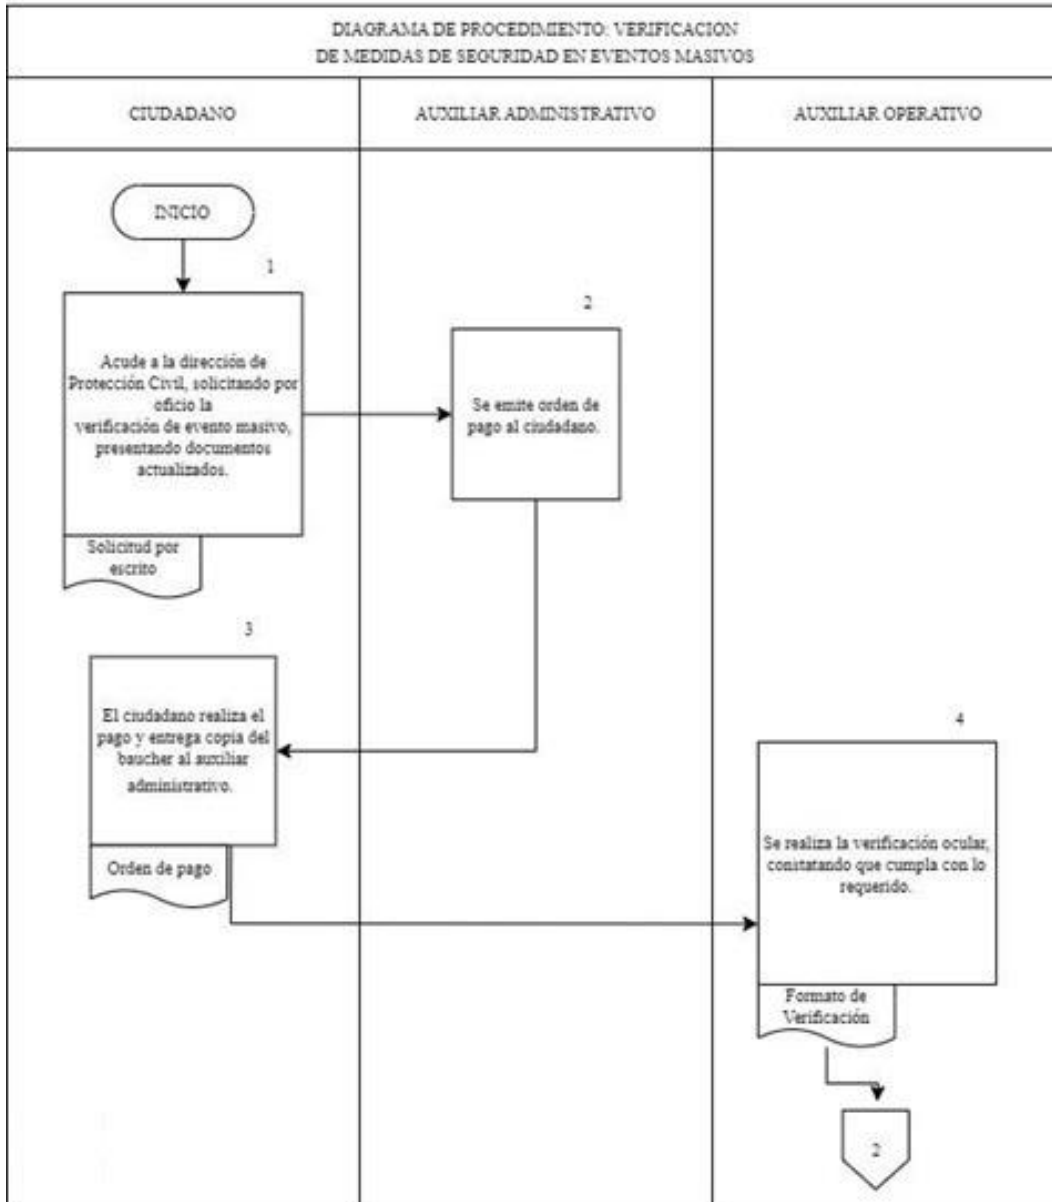 DIAGRAMA DE PROCEDIMIENTO: VERIFICACION
DE MEDIDAS DE SEGURIDAD EN EVENTOS MASIVOS
CIUDADANO
AUXILIAR ADMINISTRATIVO
AUXILIAR OPERATIVO
INICIO
1
Acude a la dirección de
Protección Civil, solicitando por
oficio la
verificación de evento masivo,
presentando documentos
actualizados.
Solicitud por
escrito
2
Se emite orden de
pago al ciudadano.
3
El ciudadano realiza el
pago y entrega copia del
baucher al auxiliar
administrativo.
Orden de pago
4
Se realiza la verificación ocular,
constatando que cumpla con lo
requerido.
Formato de
Verificación
2